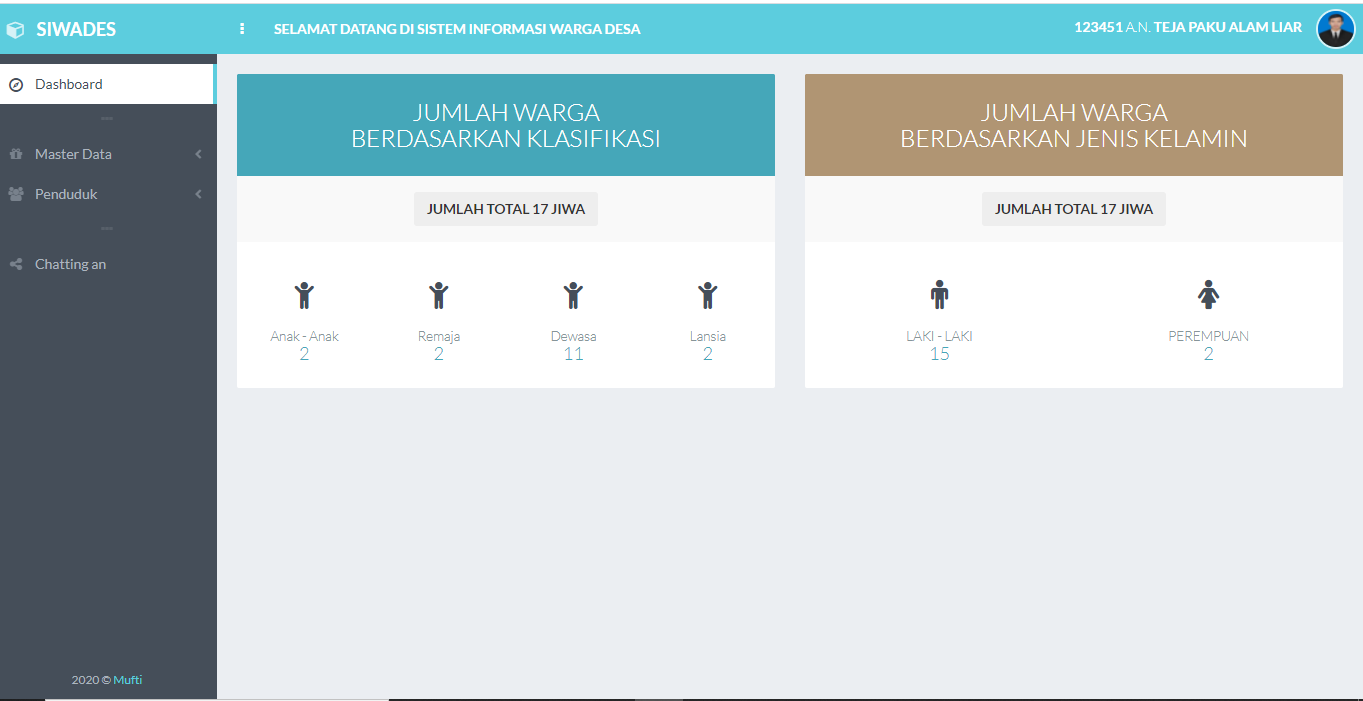 SIWADES
SELAMAT DATANG DI SISTEM INFORMASI WARGA DESA
123451 A.N. TEJA PAKU ALAM LIAR
Dashboard
Master Data
Penduduk
Chatting an
2020 © Mufti
JUMLAH WARGA
BERDASARKAN KLASIFIKASI
JUMLAH TOTAL 17 JIWA
Anak - Anak
2
Remaja
2
Dewasa
11
Lansia
2
JUMLAH WARGA
BERDASARKAN JENIS KELAMIN
JUMLAH TOTAL 17 JIWA
LAKI - LAKI
15
PEREMPUAN
2